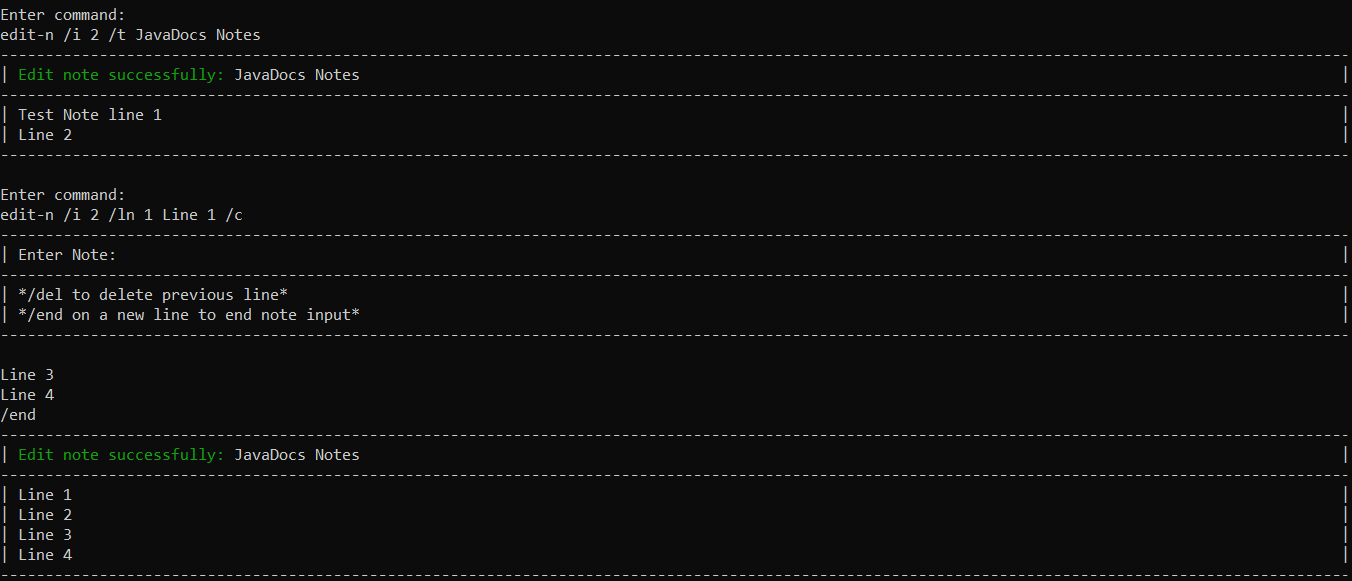 Enter command:
edit-n /i 2 /t JavaDocs Notes
------------------------------------------------------------------------------------------------------------------------------------------------------
| Edit note successfully: JavaDocs Notes |
------------------------------------------------------------------------------------------------------------------------------------------------------
| Test Note line 1 |
| Line 2 |
------------------------------------------------------------------------------------------------------------------------------------------------------
Enter command:
edit-n /i 2 /ln 1 Line 1 /c
------------------------------------------------------------------------------------------------------------------------------------------------------
| Enter Note: |
------------------------------------------------------------------------------------------------------------------------------------------------------
| */del to delete previous line* |
| */end on a new line to end note input* |
------------------------------------------------------------------------------------------------------------------------------------------------------
Line 3
Line 4
/end
------------------------------------------------------------------------------------------------------------------------------------------------------
| Edit note successfully: JavaDocs Notes |
------------------------------------------------------------------------------------------------------------------------------------------------------
| Line 1 |
| Line 2 |
| Line 3 |
| Line 4 |
------------------------------------------------------------------------------------------------------------------------------------------------------